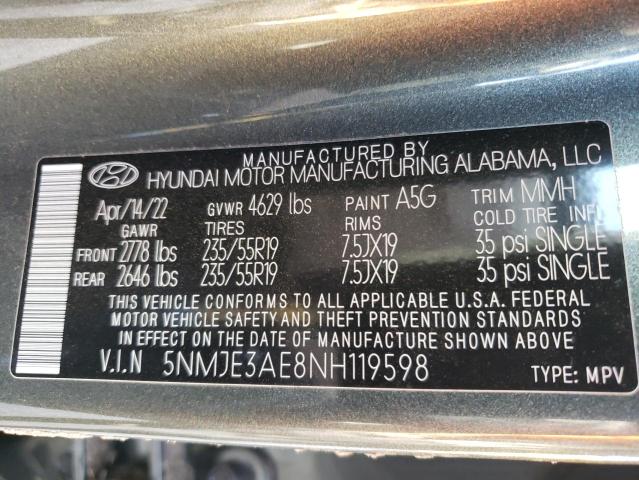 MANUFACTURED BY
HYUNDAI MOTOR MANUFACTURING ALABAMA, LLC
Apr/14/22 GVWR 4629 lbs PAINT A5G TRIM MMH
GAWR TIRES RIMS COLD TIRE INFL
FRONT 2778 lbs 235/55R19 7.5JX19 35 psi SINGLE
REAR 2646 lbs 235/55R19 7.5JX19 35 psi SINGLE
THIS VEHICLE CONFORMS TO ALL APPLICABLE U.S.A. FEDERAL
MOTOR VEHICLE SAFETY AND THEFT PREVENTION STANDARDS
IN EFFECT ON THE DATE OF MANUFACTURE SHOWN ABOVE.
V.I.N 5NMJE3AE8NH119598 TYPE: MPV